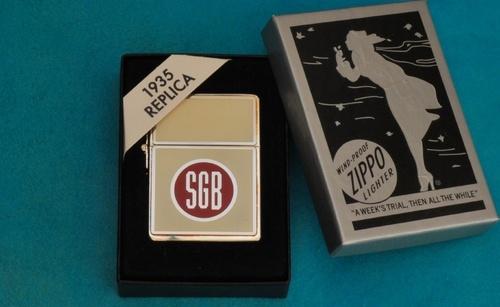 1935
REPLICA
SGB
WIND-PROOF
ZIPPO
LIGHTER
"A WEEK'S TRIAL, THEN ALL THE WHILE"